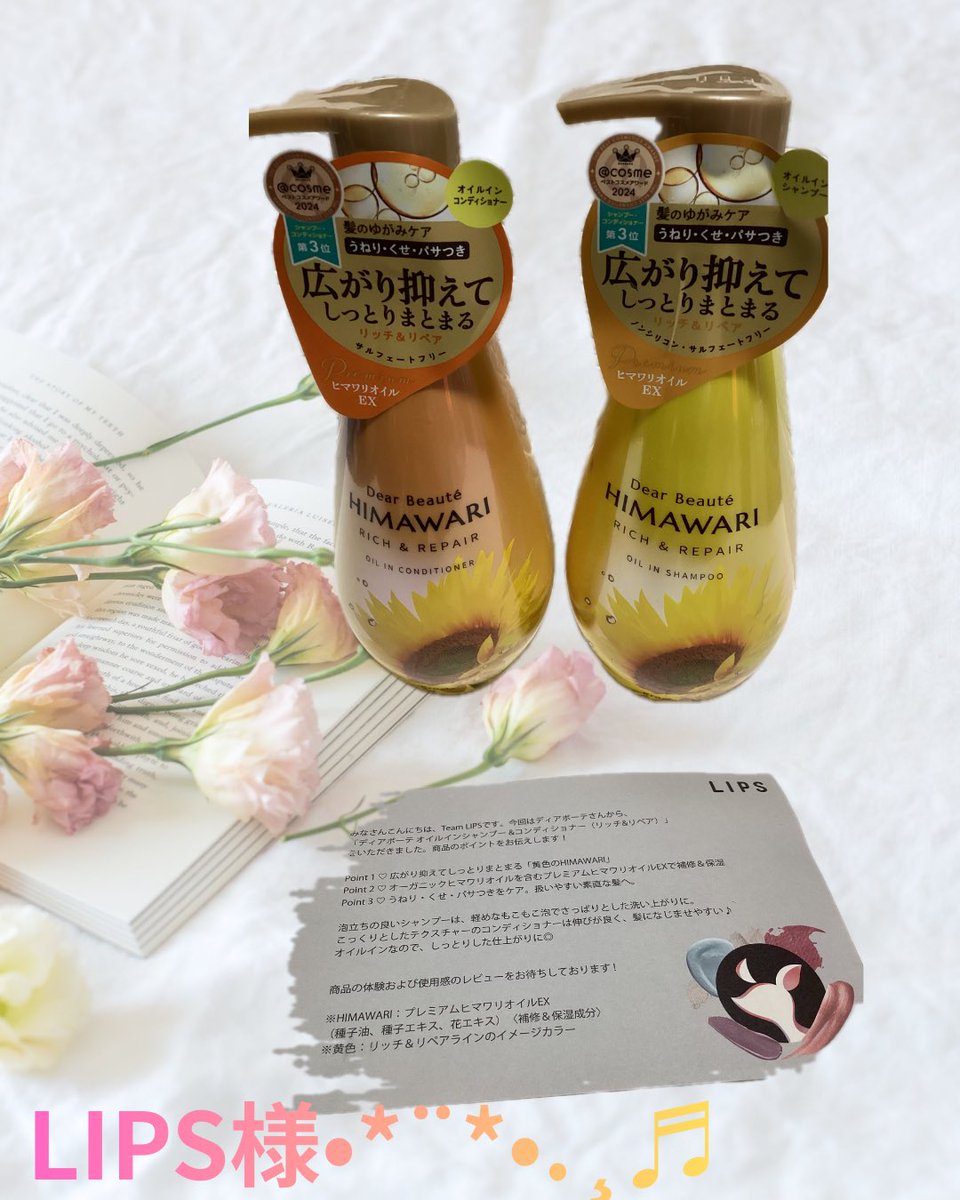 @cosme
ベストコスメアワード
2024
シャンプー・
コンディショナー
第3位
オイルイン
コンディショナー
髪のゆがみケア
うねり・くせ・パサつき
広がり抑えて
しっとりまとまる
リッチ&リペア
サルフェートフリー
Premium
ヒマワリオイル
EX
Dear Beauté
HIMAWARI
RICH & REPAIR
OIL IN CONDITIONER
@cosme
ベストコスメアワード
2024
シャンプー・
コンディショナー
第3位
オイルイン
シャンプー
髪のゆがみケア
うねり・くせ・パサつき
広がり抑えて
しっとりまとまる
リッチ&リペア
ノンシリコン・サルフェートフリー
Premium
ヒマワリオイル
EX
Dear Beauté
HIMAWARI
RICH & REPAIR
OIL IN SHAMPOO
LIPS
みなさんこんにちは、Team LIPSです。今回はディアボーテさんから、
「ディアボーテ オイルインシャンプー&コンディショナー（リッチ&リペア）」
いただきました。商品のポイントをお伝えします！
Point 1 ♡ 広がり抑えてしっとりまとまる「黄色のHIMAWARI」
Point 2 ♡ オーガニックヒマワリオイルを含むプレミアムヒマワリオイルEXで補修&保湿
Point 3 ♡ うねり・くせ・パサつきをケア。扱いやすい素直な髪へ。
泡立ちの良いシャンプーは、軽めなもこもこ泡でさっぱりとした洗い上がりに。
こっくりとしたテクスチャーのコンディショナーは伸びが良く、髪になじませやすい♪
オイルインなので、しっとりした仕上がりに◎
商品の体験および使用感のレビューをお待ちしております！
※HIMAWARI：プレミアムヒマワリオイルEX
（種子油、種子エキス、花エキス）〈補修&保湿成分〉
※黄色：リッチ&リペアラインのイメージカラー
LIPS様•*¨*•.¸♬